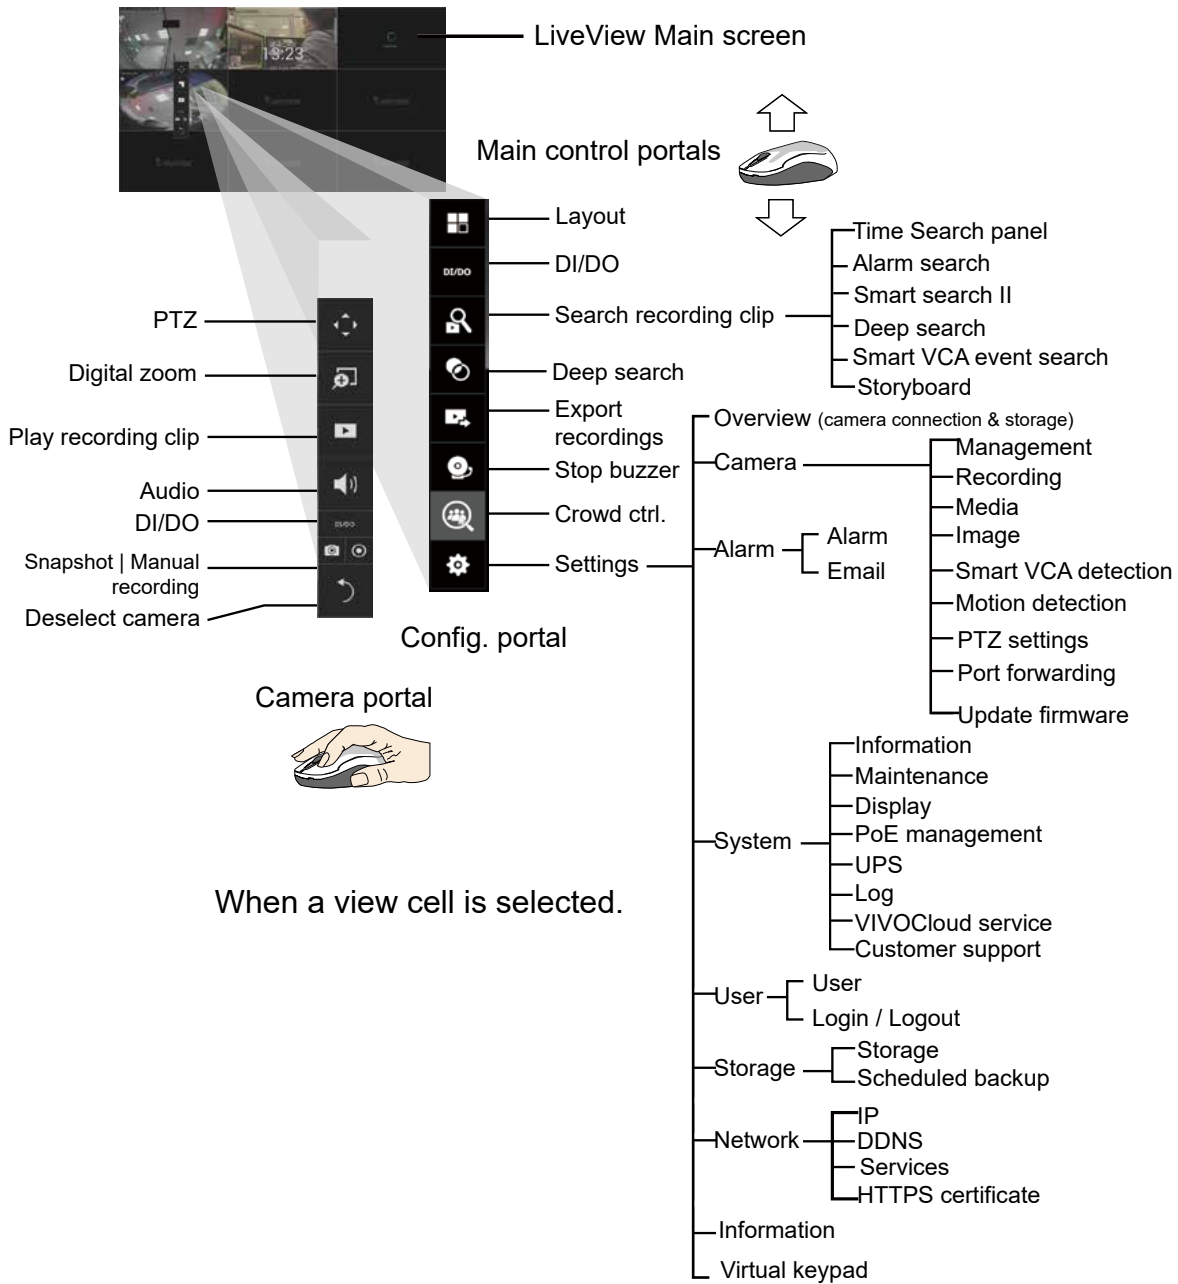 LiveView Main screen
13:23
Main control portals
Layout
DI/DO
DI/DO
Search recording clip
Time Search panel
Alarm search
Smart search II
Deep search
Smart VCA event search
Storyboard
Deep search
Export
recordings
Stop buzzer
Crowd ctrl.
Settings
Config. portal
PTZ
Digital zoom
Play recording clip
Audio
DI/DO
DI/DO
Snapshot | Manual
recording
Deselect camera
Camera portal
When a view cell is selected.
Overview (camera connection & storage)
Camera
Management
Recording
Media
Image
Smart VCA detection
Motion detection
PTZ settings
Port forwarding
Update firmware
Alarm
Alarm
Email
System
Information
Maintenance
Display
PoE management
UPS
Log
VIVOCloud service
Customer support
User
User
Login / Logout
Storage
Storage
Scheduled backup
Network
IP
DDNS
Services
HTTPS certificate
Information
Virtual keypad